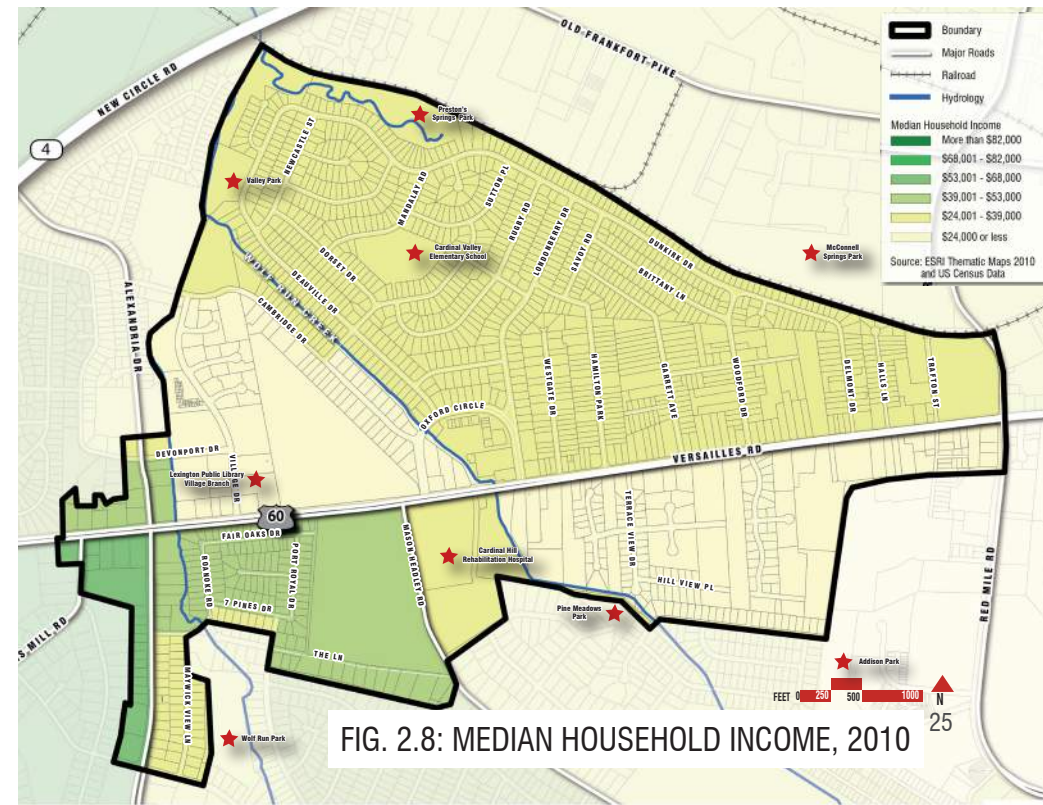 OLD FRANKFORT PIKE
NEW CIRCLE RD
4
Boundary
Major Roads
Railroad
Hydrology
Median Household Income
More than $82,000
$68,001 - $82,000
$53,001 - $68,000
$39,001 - $53,000
$24,001 - $39,000
$24,000 or less
Source: ESRI Thematic Maps 2010
and US Census Data
Preston's
Springs Park
NEWCASTLE ST
Valley Park
MANDALAY RD
SUTTON PL
RUGBY RD
LONDONBERRY DR
SAVOY RD
DUNKIRK DR
BRITTANY LN
Cardinal Valley
Elementary School
McConnell
Springs Park
DORSET DR
DEAUVILLE DR
WOLF RUN CREEK
CAMBRIDGE DR
ALEXANDRIA DR
OXFORD CIRCLE
WESTGATE DR
HAMILTON PARK
GARRETT AVE
WOODFORD DR
DELMONT DR
HALLS LN
TRAFTON ST
VERSAILLES RD
DEVONPORT DR
VILLAGE DR
Lexington Public Library
Village Branch
60
FAIR OAKS DR
ROANOKE RD
PORT ROYAL DR
7 PINES DR
MASON HEADLEY RD
Cardinal Hill
Rehabilitation Hospital
TERRACE VIEW DR
HILL VIEW PL
Pine Meadows
Park
RED MILE RD
S MILL RD
THE LN
MAYWICK VIEW LN
Addison Park
FEET 0 250 500 1000
N
25
Wolf Run Park
FIG. 2.8: MEDIAN HOUSEHOLD INCOME, 2010